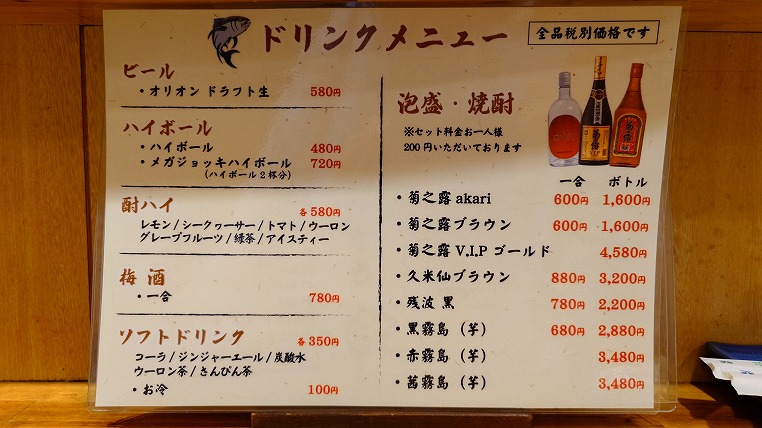 ドリンクメニュー
全品税別価格です
ビール
・オリオン ドラフト生 580円
ハイボール
・ハイボール 480円
・メガジョッキハイボール 720円
(ハイボール2杯分)
酎ハイ 各580円
レモン/シークヮーサー/トマト/ウーロン
グレープフルーツ/緑茶/アイスティー
梅酒
・一合 780円
ソフトドリンク 各350円
コーラ/ジンジャーエール/炭酸水
ウーロン茶/さんぴん茶
・お冷 100円
泡盛・焼酎
※セット料金お一人様
200円いただいております
一合 ボトル
・菊之露 akari 600円 1,600円
・菊之露ブラウン 600円 1,600円
・菊之露 V.I.P ゴールド 4,580円
・久米仙ブラウン 880円 3,200円
・残波 黒 780円 2,200円
・黒霧島(芋) 680円 2,880円
・赤霧島(芋) 3,480円
・茜霧島(芋) 3,480円